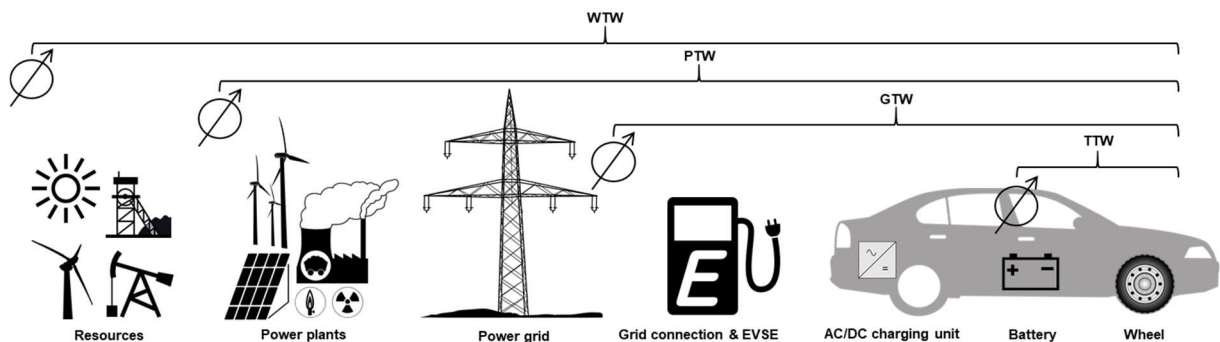 WTW
PTW
GTW
TTW
E
~
=
+ −
Resources
Power plants
Power grid
Grid connection & EVSE
AC/DC charging unit
Battery
Wheel